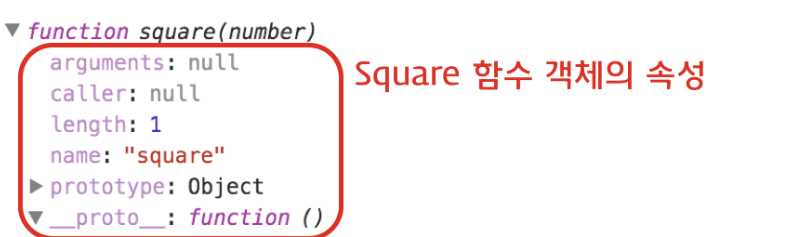 ▼ function square(number)
arguments: null
caller: null
length: 1
name: "square"
▶ prototype: Object
▼ __proto__: function ()
Square 함수 객체의 속성